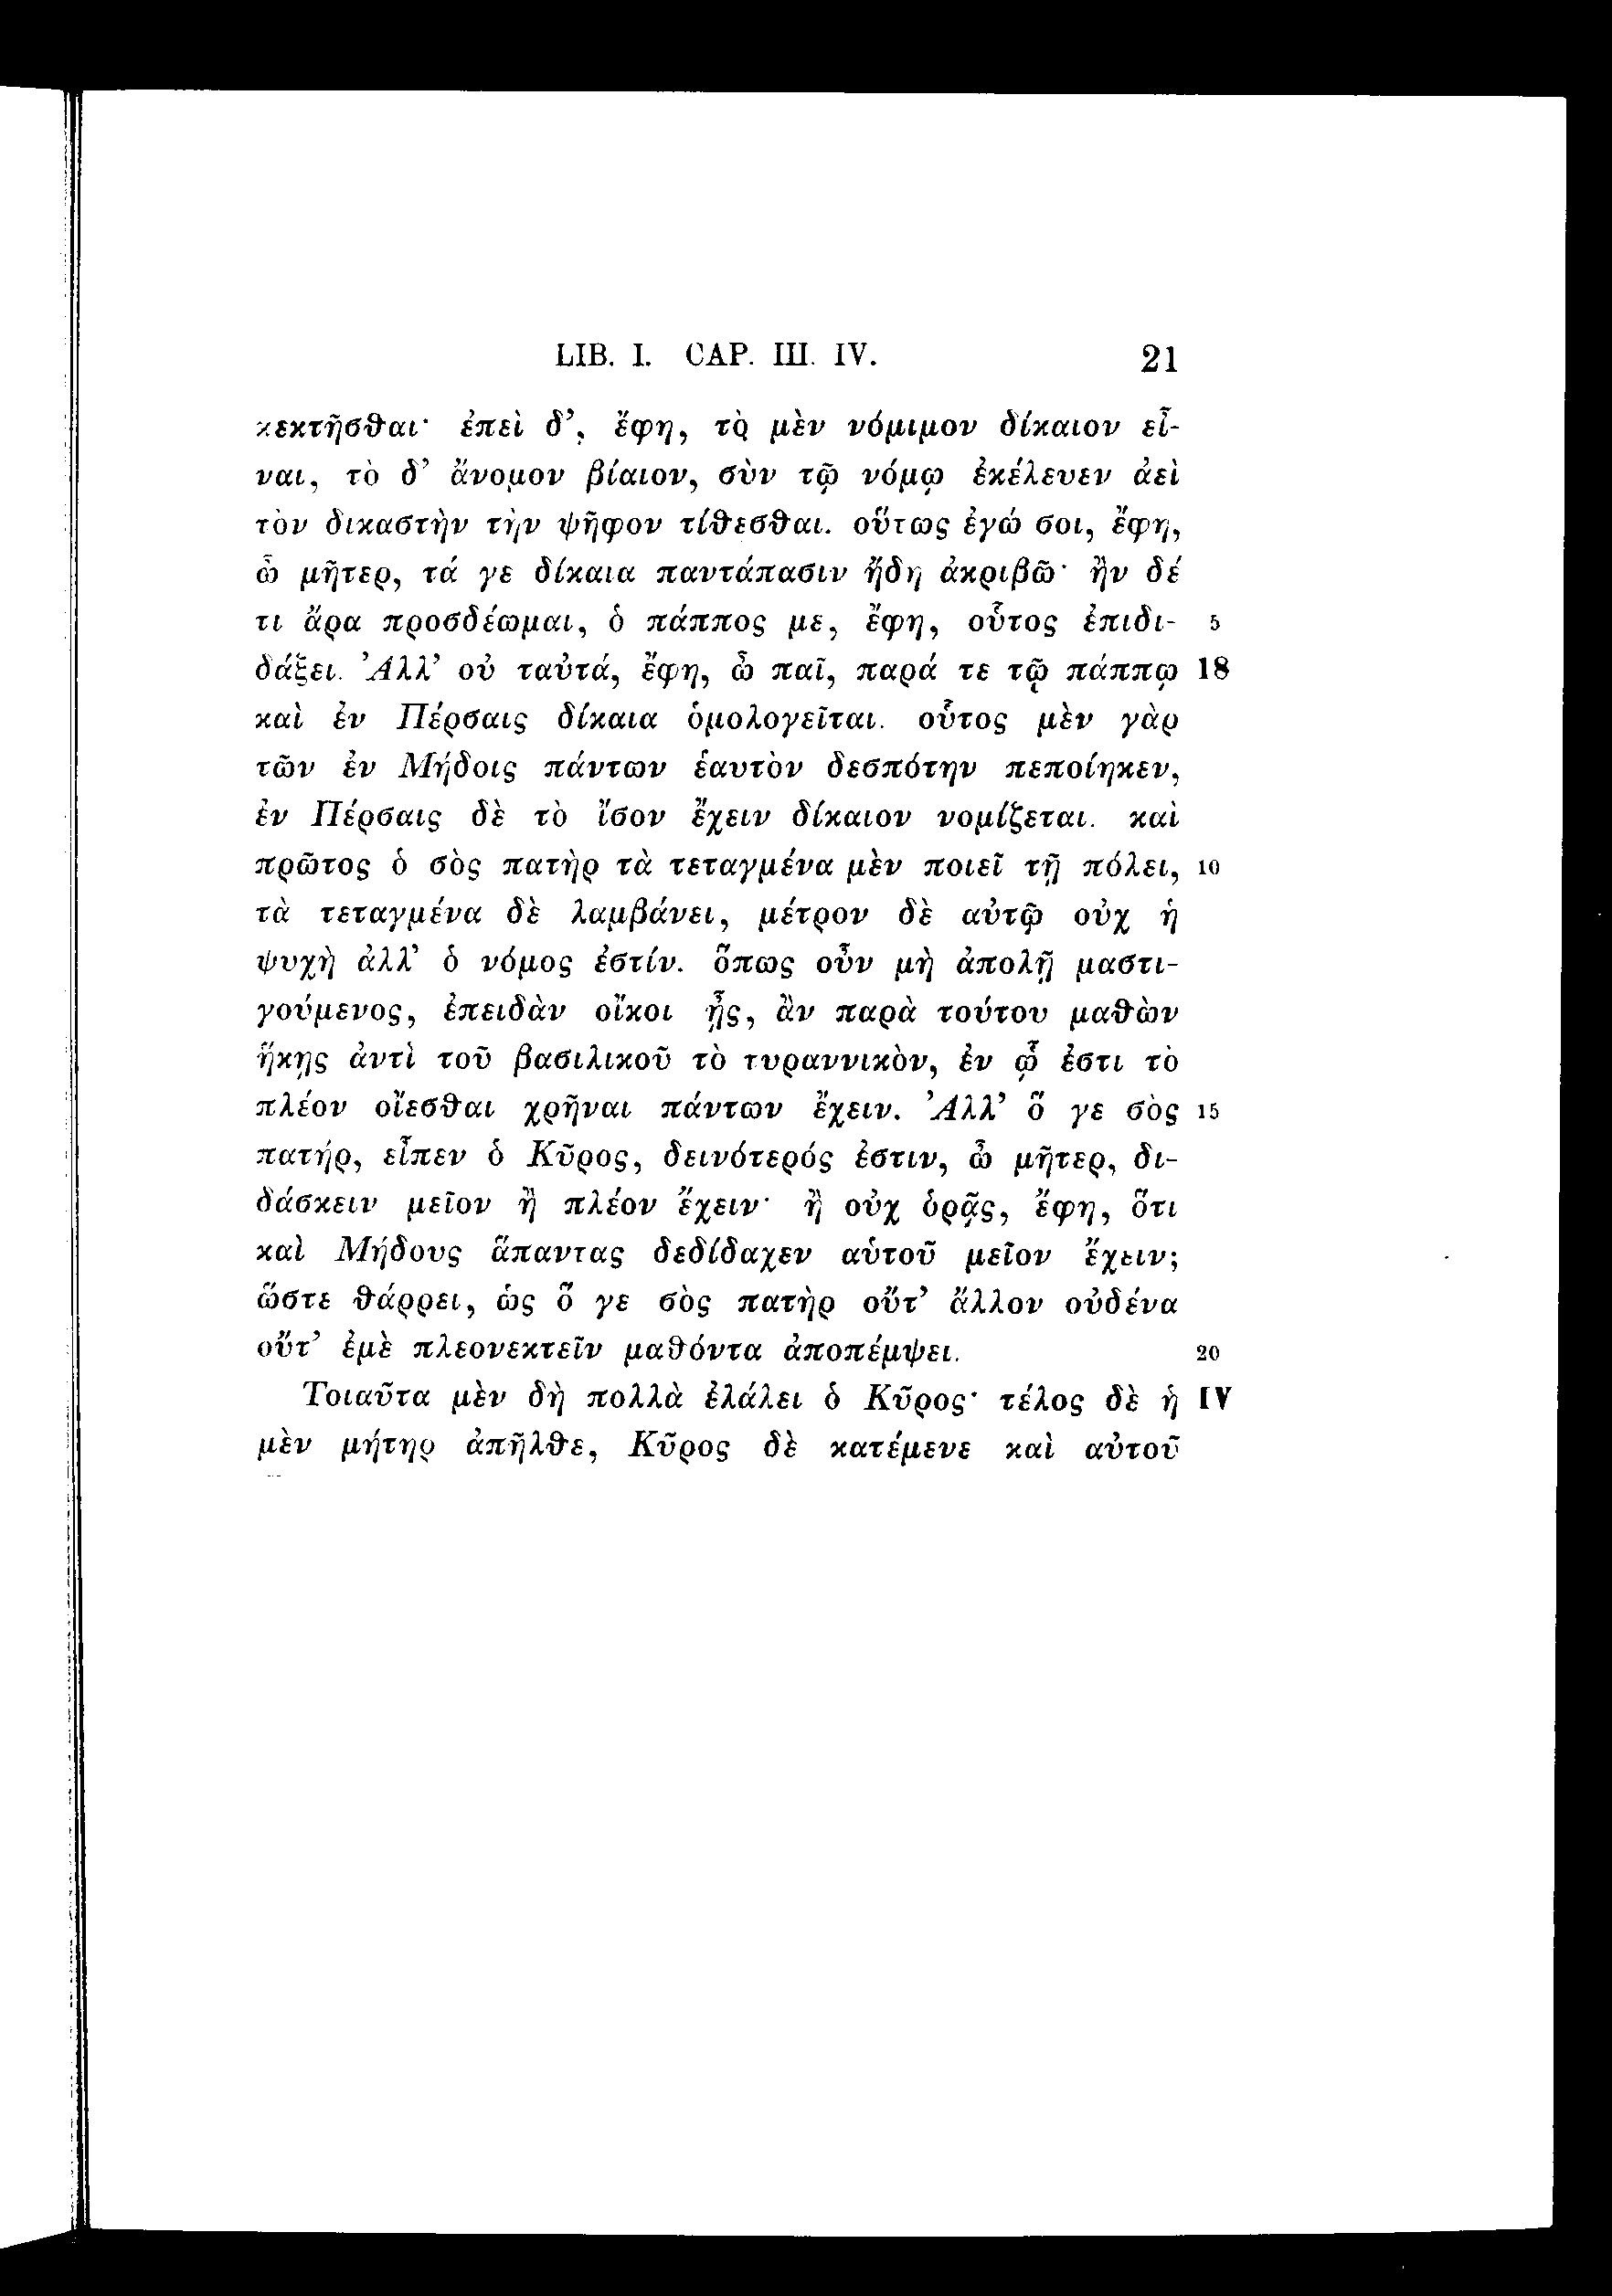 LIB. I. CAP. III. IV. 21
κεκτῆσθαι· ἐπεὶ δ’, ἔφη, τὸ μὲν νόμιμον δίκαιον εἶ-
ναι, τὸ δ’ ἄνομον βίαιον, σὺν τῷ νόμῳ ἐκέλευεν ἀεὶ
τὸν δικαστὴν τὴν ψῆφον τίθεσθαι. οὕτως ἐγώ σοι, ἔφη,
ὦ μῆτερ, τά γε δίκαια παντάπασιν ἤδη ἀκριβῶ· ἢν δέ
τι ἄρα προσδέωμαι, ὁ πάππος με, ἔφη, οὗτος ἐπιδι- 5
δάξει. Ἀλλ’ οὐ ταὐτά, ἔφη, ὦ παῖ, παρά τε τῷ πάππῳ 18
καὶ ἐν Πέρσαις δίκαια ὁμολογεῖται. οὗτος μὲν γὰρ
τῶν ἐν Μήδοις πάντων ἑαυτὸν δεσπότην πεποίηκεν,
ἐν Πέρσαις δὲ τὸ ἴσον ἔχειν δίκαιον νομίζεται. καὶ
πρῶτος ὁ σὸς πατὴρ τὰ τεταγμένα μὲν ποιεῖ τῇ πόλει, 10
τὰ τεταγμένα δὲ λαμβάνει, μέτρον δὲ αὐτῷ οὐχ ἡ
ψυχὴ ἀλλ’ ὁ νόμος ἐστίν. ὅπως οὖν μὴ ἀπολῇ μαστι-
γούμενος, ἐπειδὰν οἴκοι ᾖς, ἂν παρὰ τούτου μαθὼν
ἥκῃς ἀντὶ τοῦ βασιλικοῦ τὸ τυραννικὸν, ἐν ᾧ ἐστι τὸ
πλέον οἴεσθαι χρῆναι πάντων ἔχειν. Ἀλλ’ ὅ γε σὸς 15
πατήρ, εἶπεν ὁ Κῦρος, δεινότερός ἐστιν, ὦ μῆτερ, δι-
δάσκειν μεῖον ἢ πλέον ἔχειν· ἢ οὐχ ὁρᾷς, ἔφη, ὅτι
καὶ Μήδους ἅπαντας δεδίδαχεν αὑτοῦ μεῖον ἔχειν;
ὥστε θάρρει, ὡς ὅ γε σὸς πατὴρ οὔτ’ ἄλλον οὐδένα
οὔτ’ ἐμὲ πλεονεκτεῖν μαθόντα ἀποπέμψει. 20
Τοιαῦτα μὲν δὴ πολλὰ ἐλάλει ὁ Κῦρος· τέλος δὲ ἡ IV
μὲν μήτηρ ἀπῆλθε, Κῦρος δὲ κατέμενε καὶ αὐτοῦ